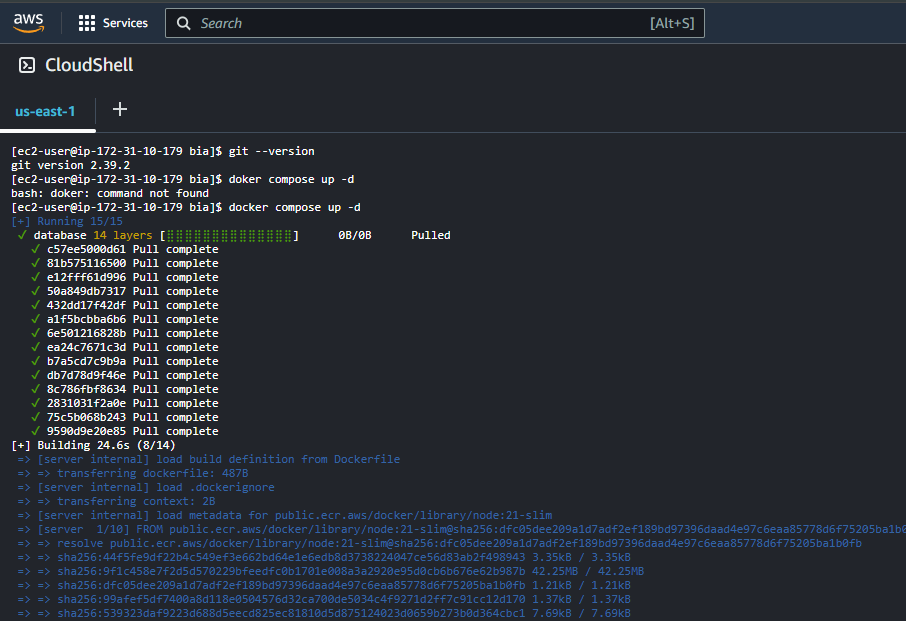 aws
Services
Search
[Alt+S]
CloudShell
us-east-1
[ec2-user@ip-172-31-10-179 bia]$ git --version
git version 2.39.2
[ec2-user@ip-172-31-10-179 bia]$ doker compose up -d
bash: doker: command not found
[ec2-user@ip-172-31-10-179 bia]$ docker compose up -d
[+] Running 15/15
✓ database 14 layers [⣿⣿⣿⣿⣿⣿⣿⣿⣿⣿⣿⣿⣿⣿] 0B/0B Pulled
✓ c57ee5000d61 Pull complete
✓ 81b575116500 Pull complete
✓ e12fff61d996 Pull complete
✓ 50a849db7317 Pull complete
✓ 432dd17f42df Pull complete
✓ a1f5bcbba6b6 Pull complete
✓ 6e501216828b Pull complete
✓ ea24c7671c3d Pull complete
✓ b7a5cd7c9b9a Pull complete
✓ db7d78d9f46e Pull complete
✓ 8c786fbf8634 Pull complete
✓ 2831031f2a0e Pull complete
✓ 75c5b068b243 Pull complete
✓ 9590d9e20e85 Pull complete
[+] Building 24.6s (8/14)
=> [server internal] load build definition from Dockerfile
=> => transferring dockerfile: 487B
=> [server internal] load .dockerignore
=> => transferring context: 2B
=> [server internal] load metadata for public.ecr.aws/docker/library/node:21-slim
=> [server 1/10] FROM public.ecr.aws/docker/library/node:21-slim@sha256:dfc05dee209a1d7adf2ef189bd97396daad4e97c6eaa85778d6f75205ba1b0
=> => resolve public.ecr.aws/docker/library/node:21-slim@sha256:dfc05dee209a1d7adf2ef189bd97396daad4e97c6eaa85778d6f75205ba1b0fb
=> => sha256:44f5fe9df22b4c549ef3e662bd64e1e6edb8d3738224047ce56d83ab2f498943 3.35kB / 3.35kB
=> => sha256:9f1c458e7f2d5d570229bfeedfc0b1701e008a3a2920e95d0cb6b676e62b987b 42.25MB / 42.25MB
=> => sha256:dfc05dee209a1d7adf2ef189bd97396daad4e97c6eaa85778d6f75205ba1b0fb 1.21kB / 1.21kB
=> => sha256:99afef5df7400a8d118e0504576d32ca700de5034c4f9271d2ff7c91cc12d170 1.37kB / 1.37kB
=> => sha256:539323daf9223d688d5eecd825ec81810d5d875124023d0659b273b0d364cbc1 7.69kB / 7.69kB